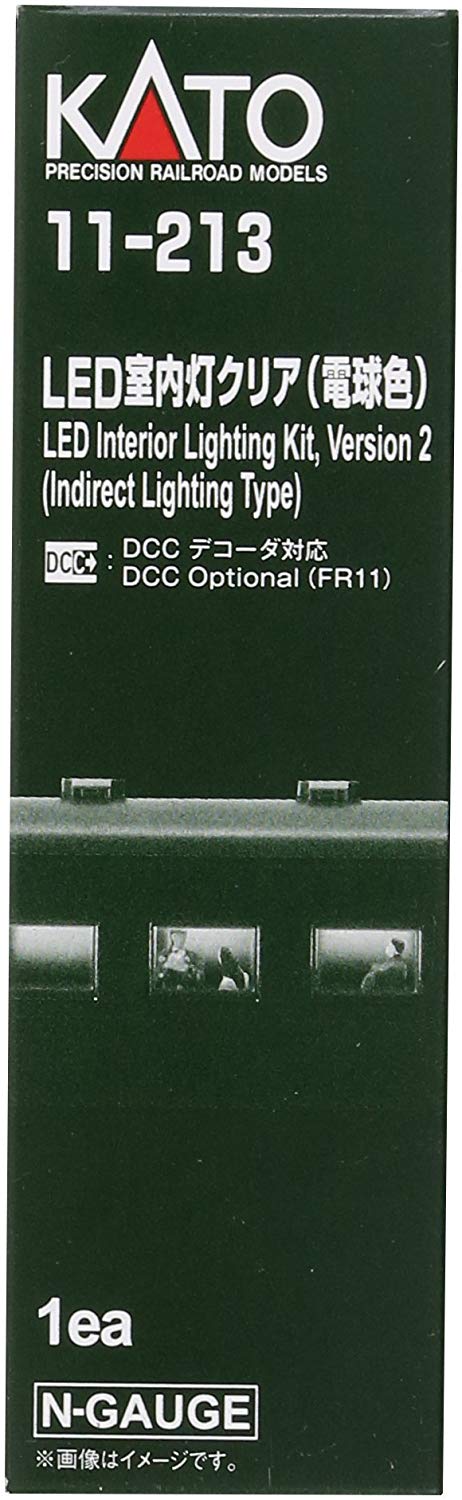 KATO
PRECISION RAILROAD MODELS
11-213
LED室内灯クリア(電球色)
LED Interior Lighting Kit, Version 2
(Indirect Lighting Type)
DCC : DCC デコーダ対応
DCC Optional (FR11)
1ea
N-GAUGE
※画像はイメージです。